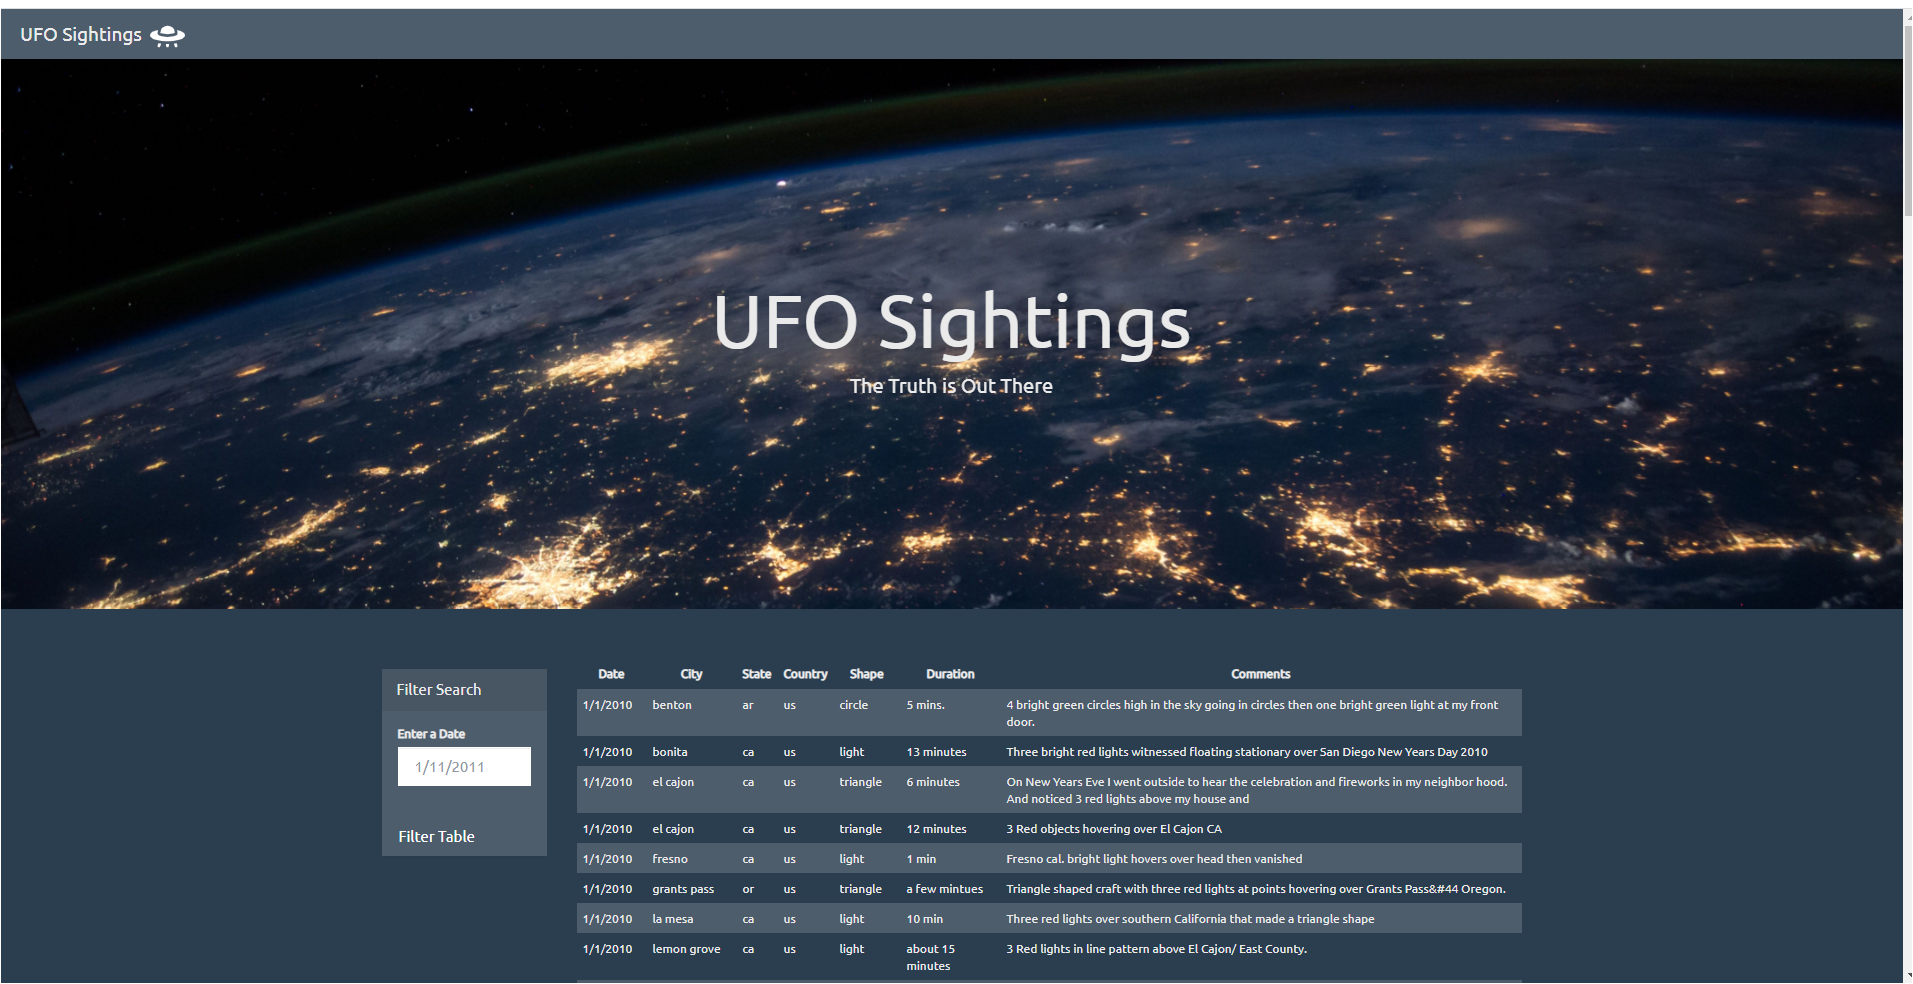 UFO Sightings
UFO Sightings
The Truth is Out There
Filter Search
Enter a Date
1/11/2011
Filter Table
Date City State Country Shape Duration Comments
1/1/2010 benton ar us circle 5 mins. 4 bright green circles high in the sky going in circles then one bright green light at my front
door.
1/1/2010 bonita ca us light 13 minutes Three bright red lights witnessed floating stationary over San Diego New Years Day 2010
1/1/2010 el cajon ca us triangle 6 minutes On New Years Eve I went outside to hear the celebration and fireworks in my neighbor hood.
And noticed 3 red lights above my house and
1/1/2010 el cajon ca us triangle 12 minutes 3 Red objects hovering over El Cajon CA
1/1/2010 fresno ca us light 1 min Fresno cal. bright light hovers over head then vanished
1/1/2010 grants pass or us triangle a few mintues Triangle shaped craft with three red lights at points hovering over Grants Pass&#44 Oregon.
1/1/2010 la mesa ca us light 10 min Three red lights over southern California that made a triangle shape
1/1/2010 lemon grove ca us light about 15 3 Red lights in line pattern above El Cajon/ East County.
minutes